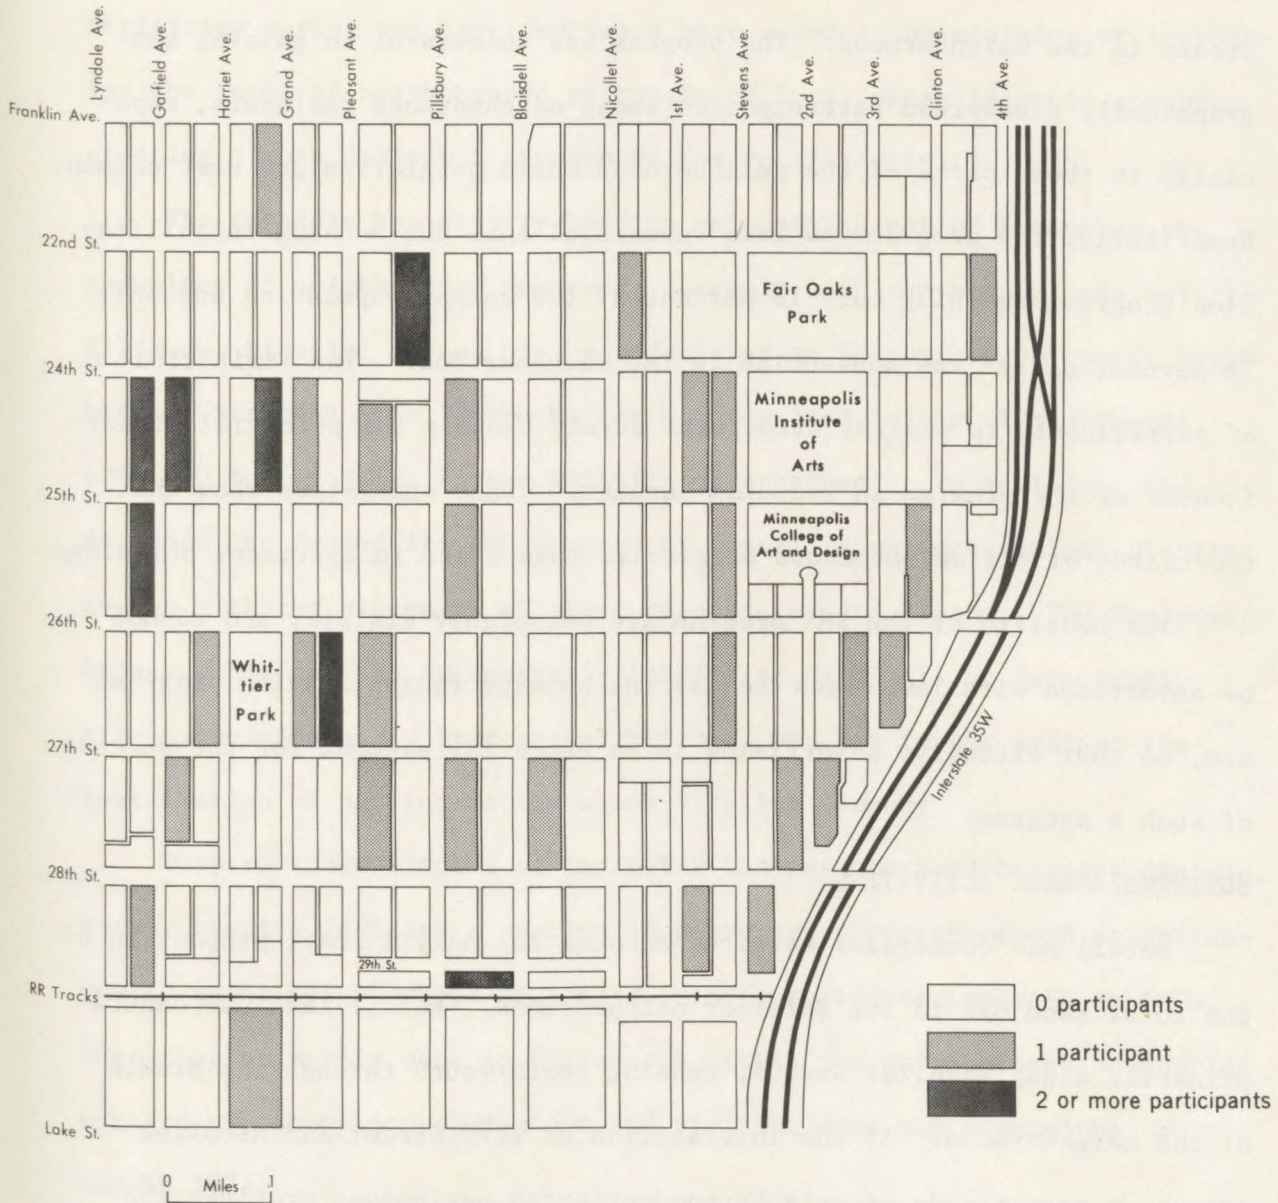 Lyndale Ave.
Garfield Ave.
Harriet Ave.
Grand Ave.
Pleasant Ave.
Pillsbury Ave.
Blaisdell Ave.
Nicollet Ave.
1st Ave.
Stevens Ave.
2nd Ave.
3rd Ave.
Clinton Ave.
4th Ave.
Franklin Ave.
22nd St.
Fair Oaks
Park
24th St.
Minneapolis
Institute
of
Arts
25th St.
Minneapolis
College of
Art and Design
26th St.
Whit-
tier
Park
27th St.
Interstate 35W
28th St.
29th St.
RR Tracks
0 participants
1 participant
2 or more participants
Lake St.
0 Miles .1